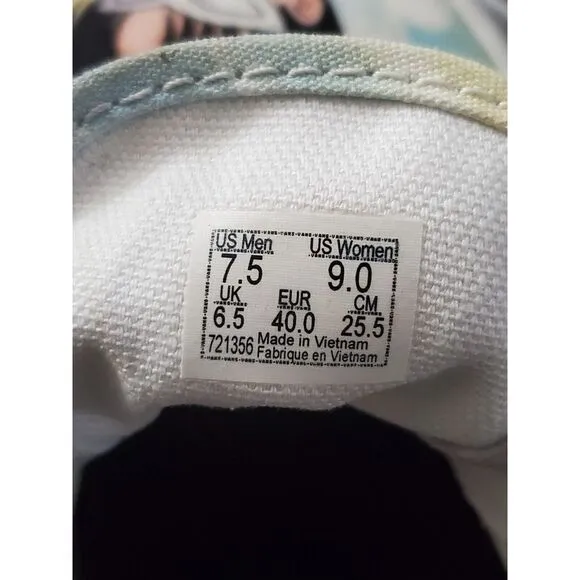 US Men US Women
7.5 9.0
UK EUR CM
6.5 40.0 25.5
721356 Made in Vietnam
Fabrique en Vietnam